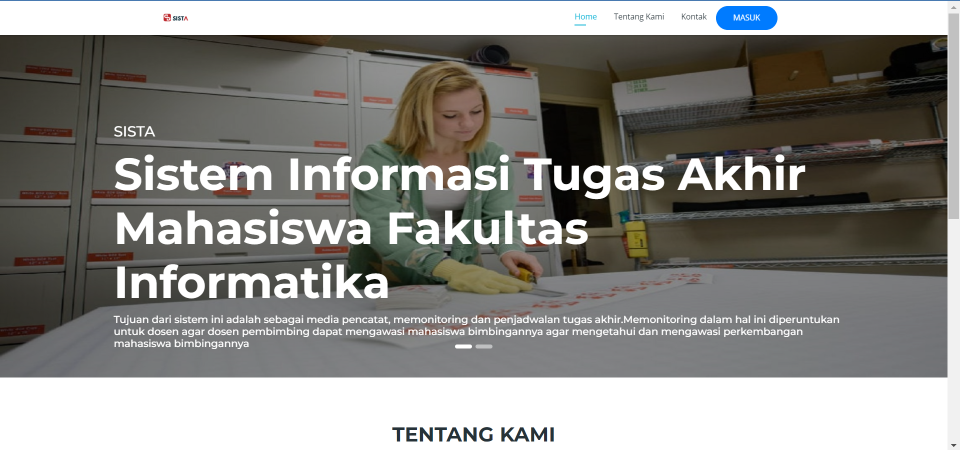 SISTA
Home
Tentang Kami
Kontak
MASUK
SISTA
Sistem Informasi Tugas Akhir
Mahasiswa Fakultas
Informatika
Tujuan dari sistem ini adalah sebagai media pencatat, memonitoring dan penjadwalan tugas akhir.Memonitoring dalam hal ini diperuntukan
untuk dosen agar dosen pembimbing dapat mengawasi mahasiswa bimbingannya agar mengetahui dan mengawasi perkembangan
mahasiswa bimbingannya
TENTANG KAMI